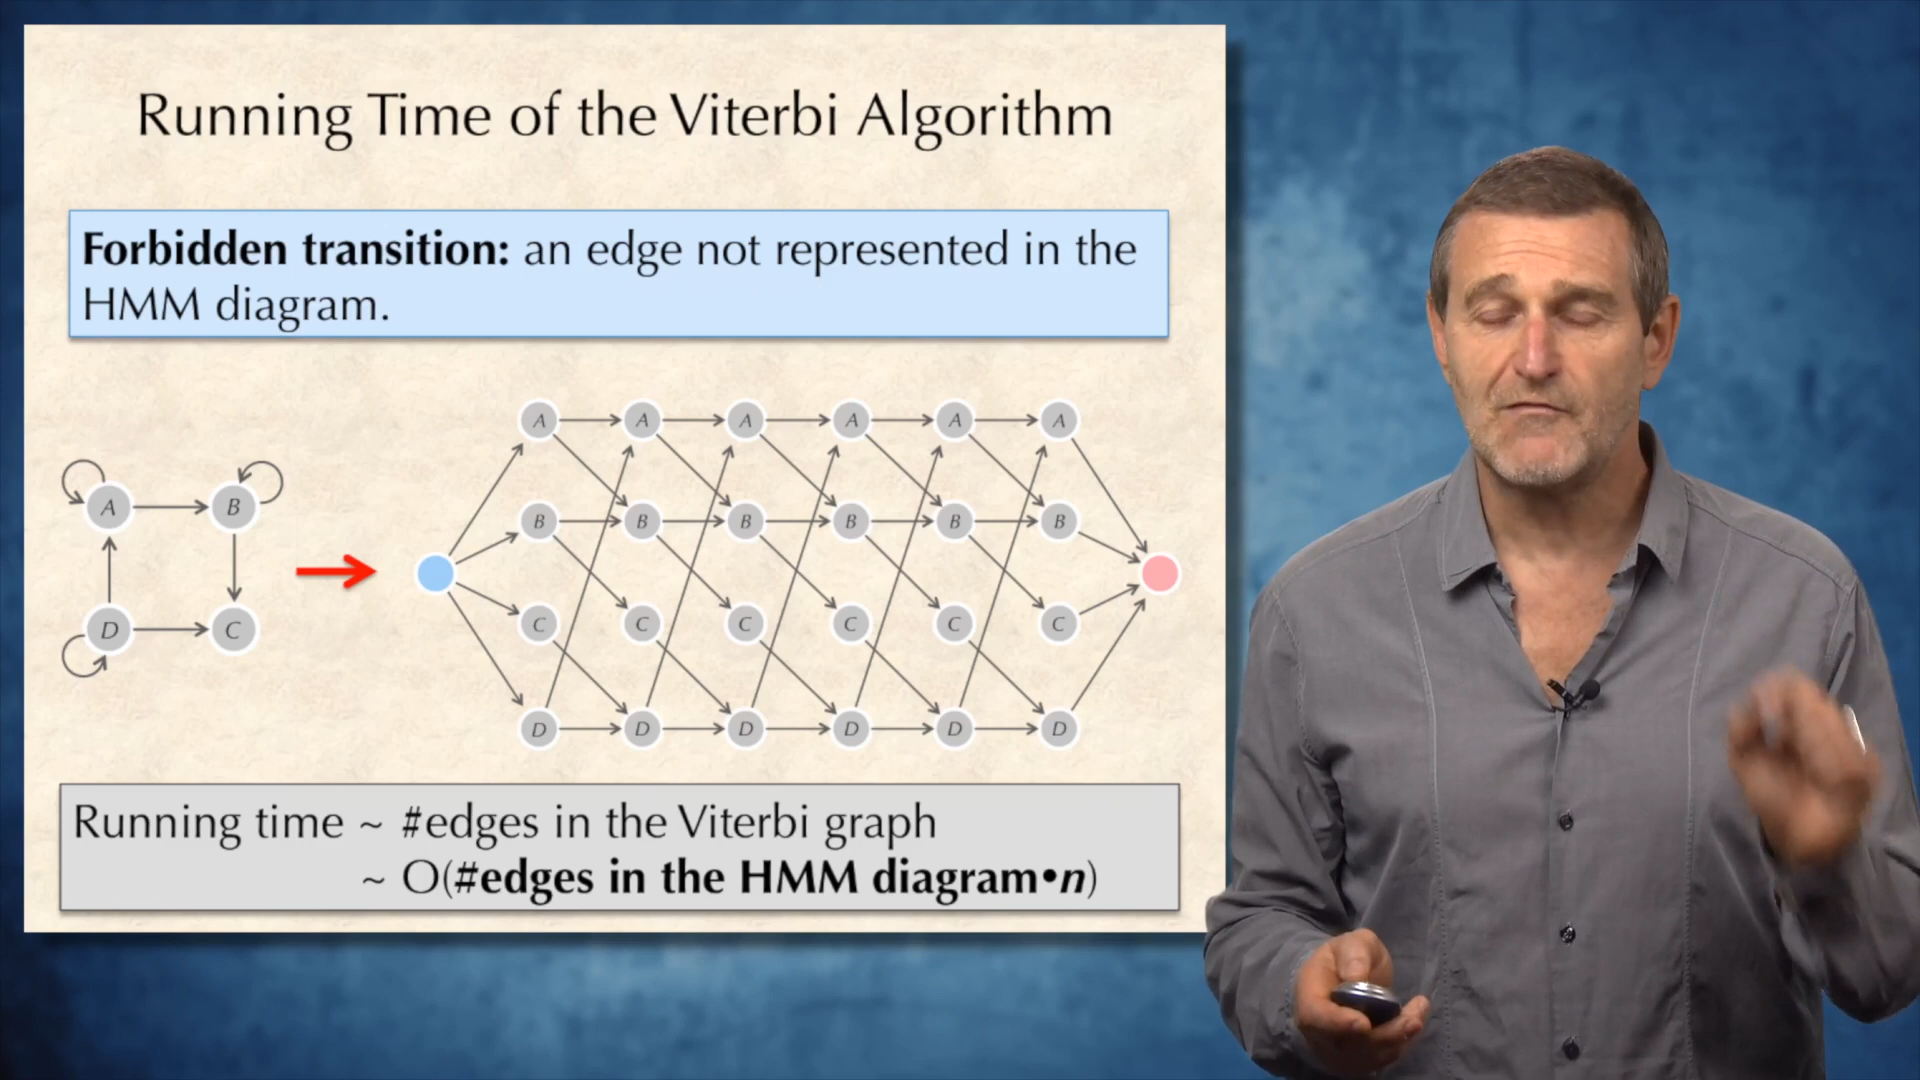 Running Time of the Viterbi Algorithm
Forbidden transition: an edge not represented in the
HMM diagram.
A B
D C
A A A A A A
B B B B B B
C C C C C C
D D D D D D
Running time ~ #edges in the Viterbi graph
~ O(#edges in the HMM diagram•n)